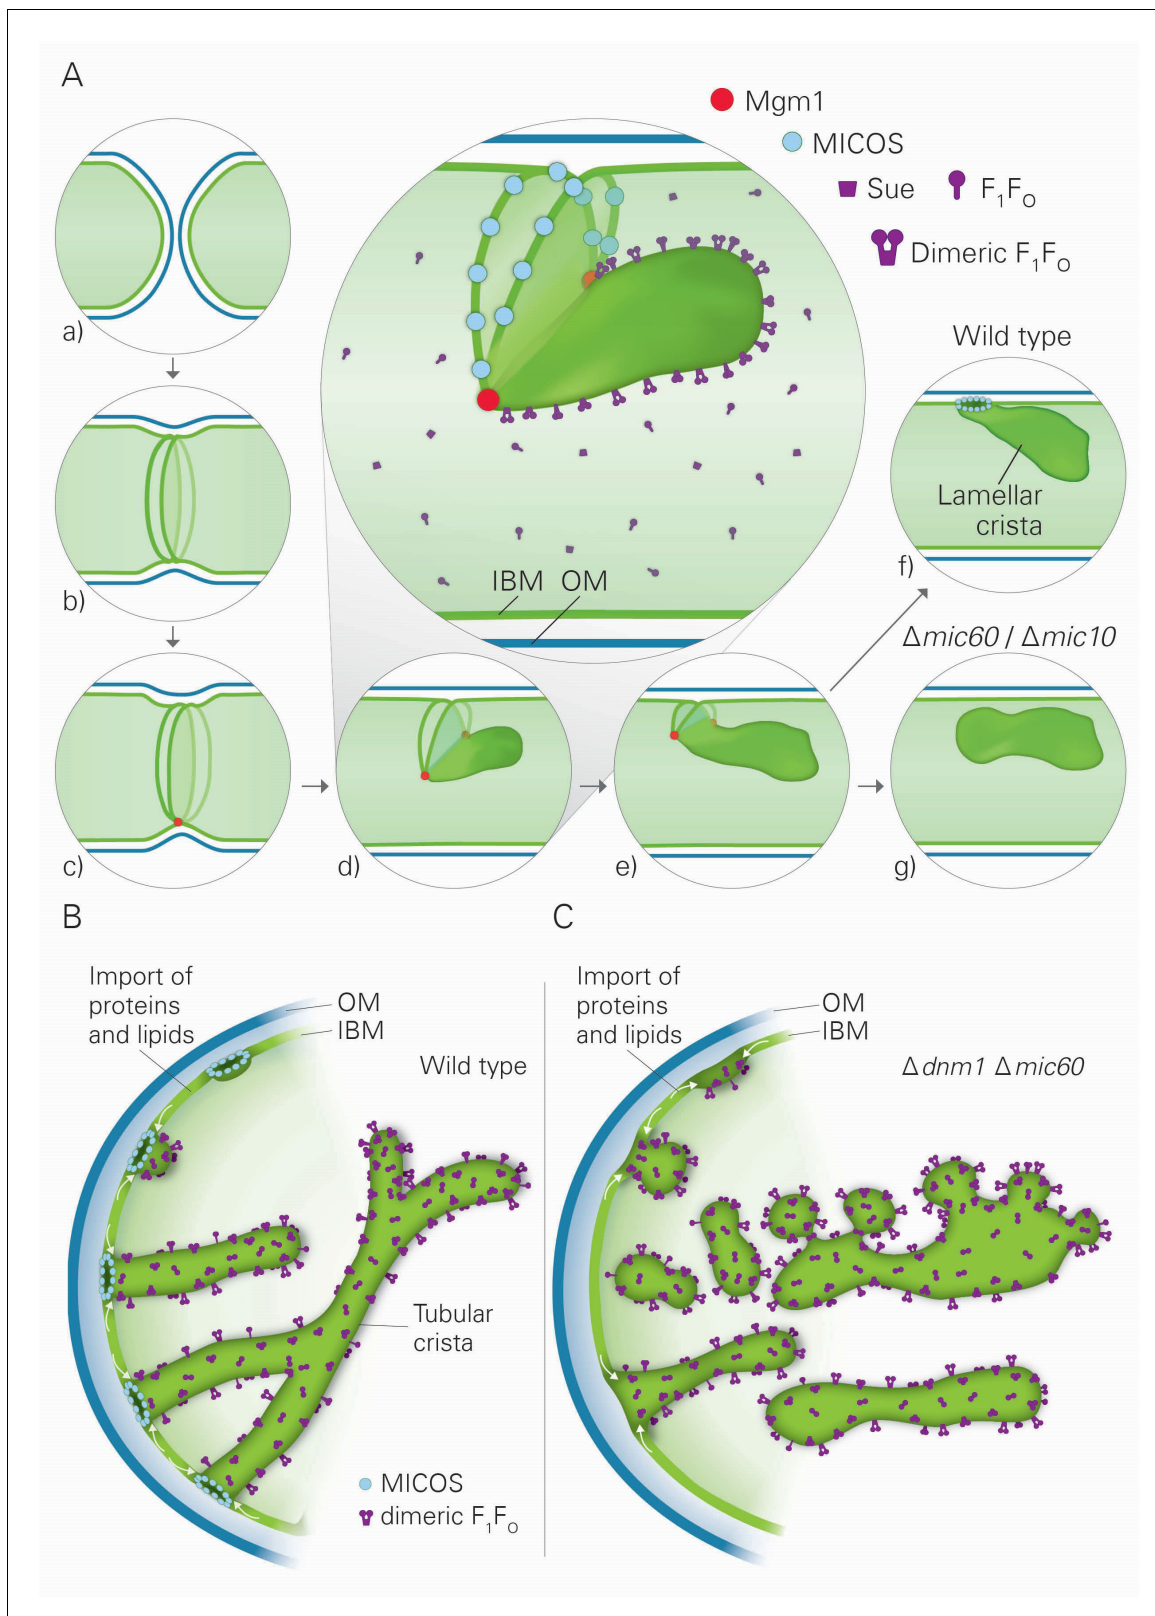 A
Mgm1
MICOS
Sue
F₁Fₒ
Dimeric F₁Fₒ
a)
b)
c)
IBM OM
d)
e)
Wild type
Lamellar
crista
f)
Δmic60 / Δmic10
g)
B
Import of
proteins
and lipids
OM
IBM
Wild type
Tubular
crista
MICOS
dimeric F₁Fₒ
C
Import of
proteins
and lipids
OM
IBM
Δdnm1 Δmic60